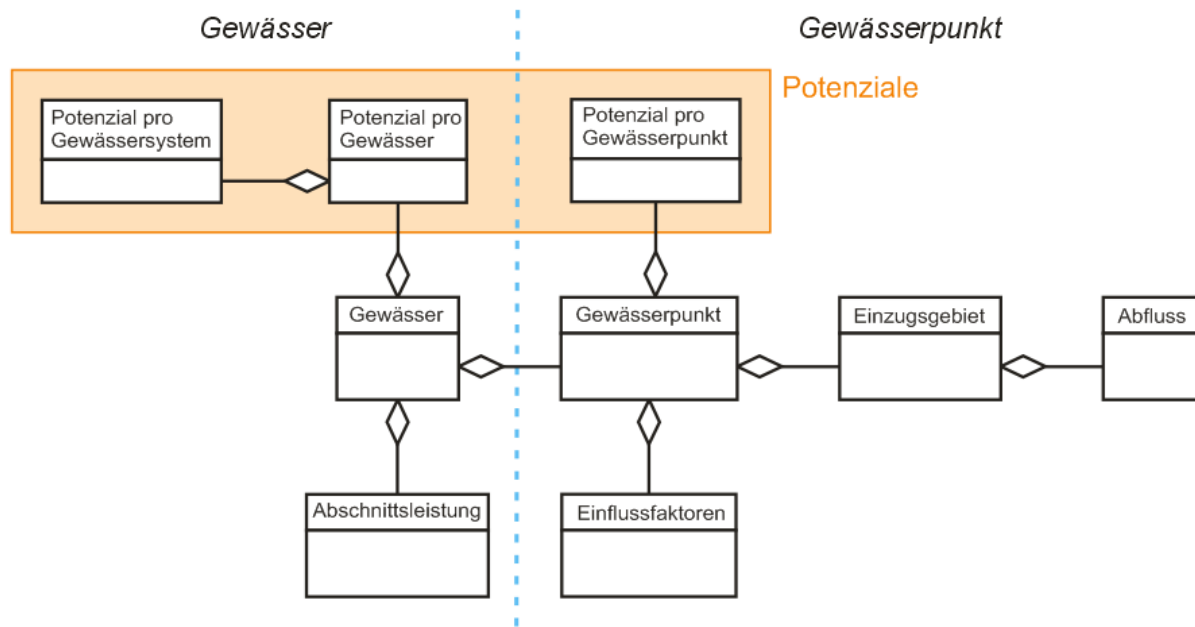 Gewässer
Gewässerpunkt
Potenziale
Potenzial pro
Gewässersystem
Potenzial pro
Gewässer
Potenzial pro
Gewässerpunkt
Gewässer
Gewässerpunkt
Einzugsgebiet
Abfluss
Abschnittsleistung
Einflussfaktoren